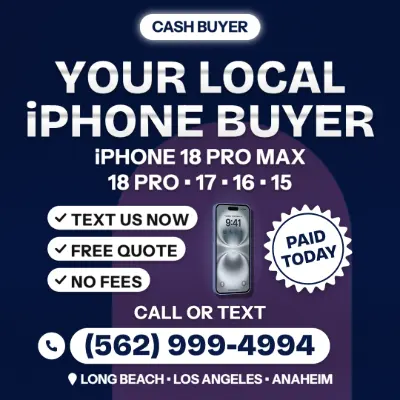 CASH BUYER
YOUR LOCAL
iPHONE BUYER
iPHONE 18 PRO MAX
18 PRO ▪ 17 ▪ 16 ▪ 15
✓ TEXT US NOW
✓ FREE QUOTE
✓ NO FEES
9:41
PAID
TODAY
CALL OR TEXT
(562) 999-4994
LONG BEACH ▪ LOS ANGELES ▪ ANAHEIM